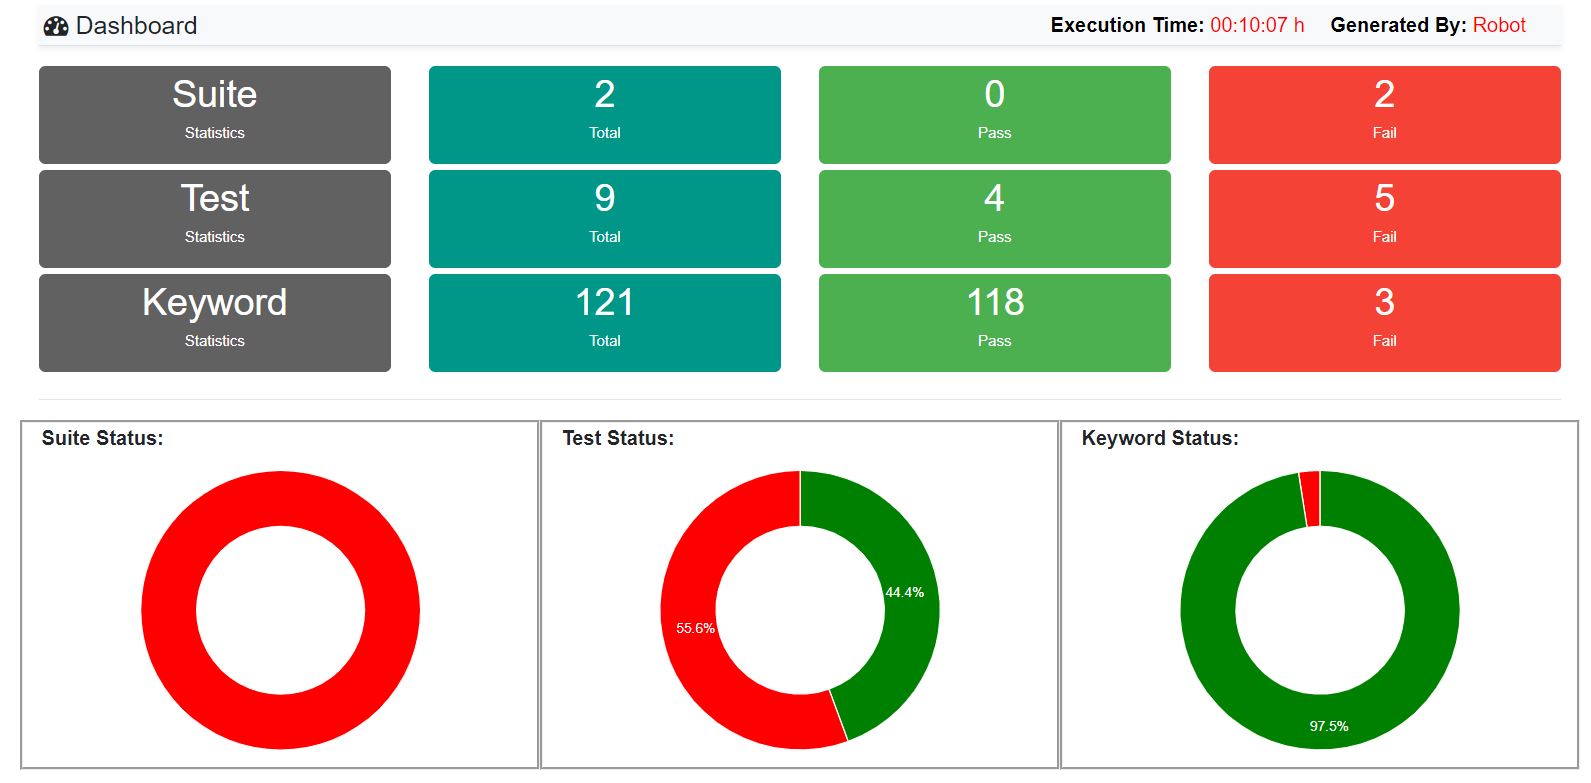 Dashboard Execution Time: 00:10:07 h Generated By: Robot
Suite 2 0 2
Statistics Total Pass Fail
Test 9 4 5
Statistics Total Pass Fail
Keyword 121 118 3
Statistics Total Pass Fail
Suite Status: Test Status: Keyword Status:
44.4%
55.6%
97.5%